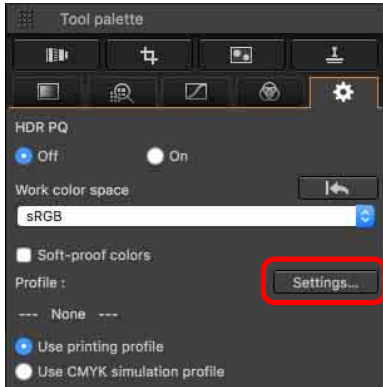 Tool palette
HDR PQ
Off On
Work color space
sRGB
Soft-proof colors
Profile : Settings...
--- None ---
Use printing profile
Use CMYK simulation profile